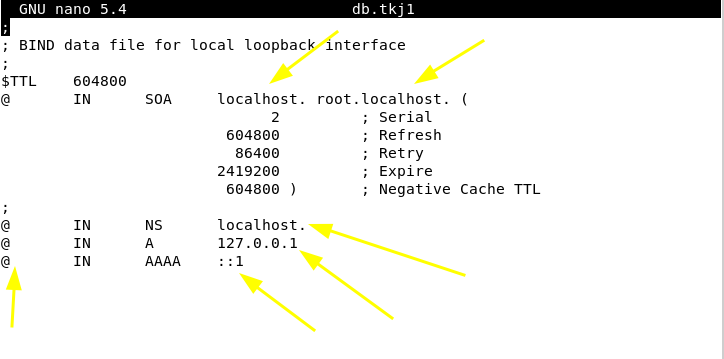 GNU nano 5.4 db.tkj1
;
; BIND data file for local loopback interface
;
$TTL 604800
@ IN SOA localhost. root.localhost. (
2 ; Serial
604800 ; Refresh
86400 ; Retry
2419200 ; Expire
604800 ) ; Negative Cache TTL
;
@ IN NS localhost.
@ IN A 127.0.0.1
@ IN AAAA ::1